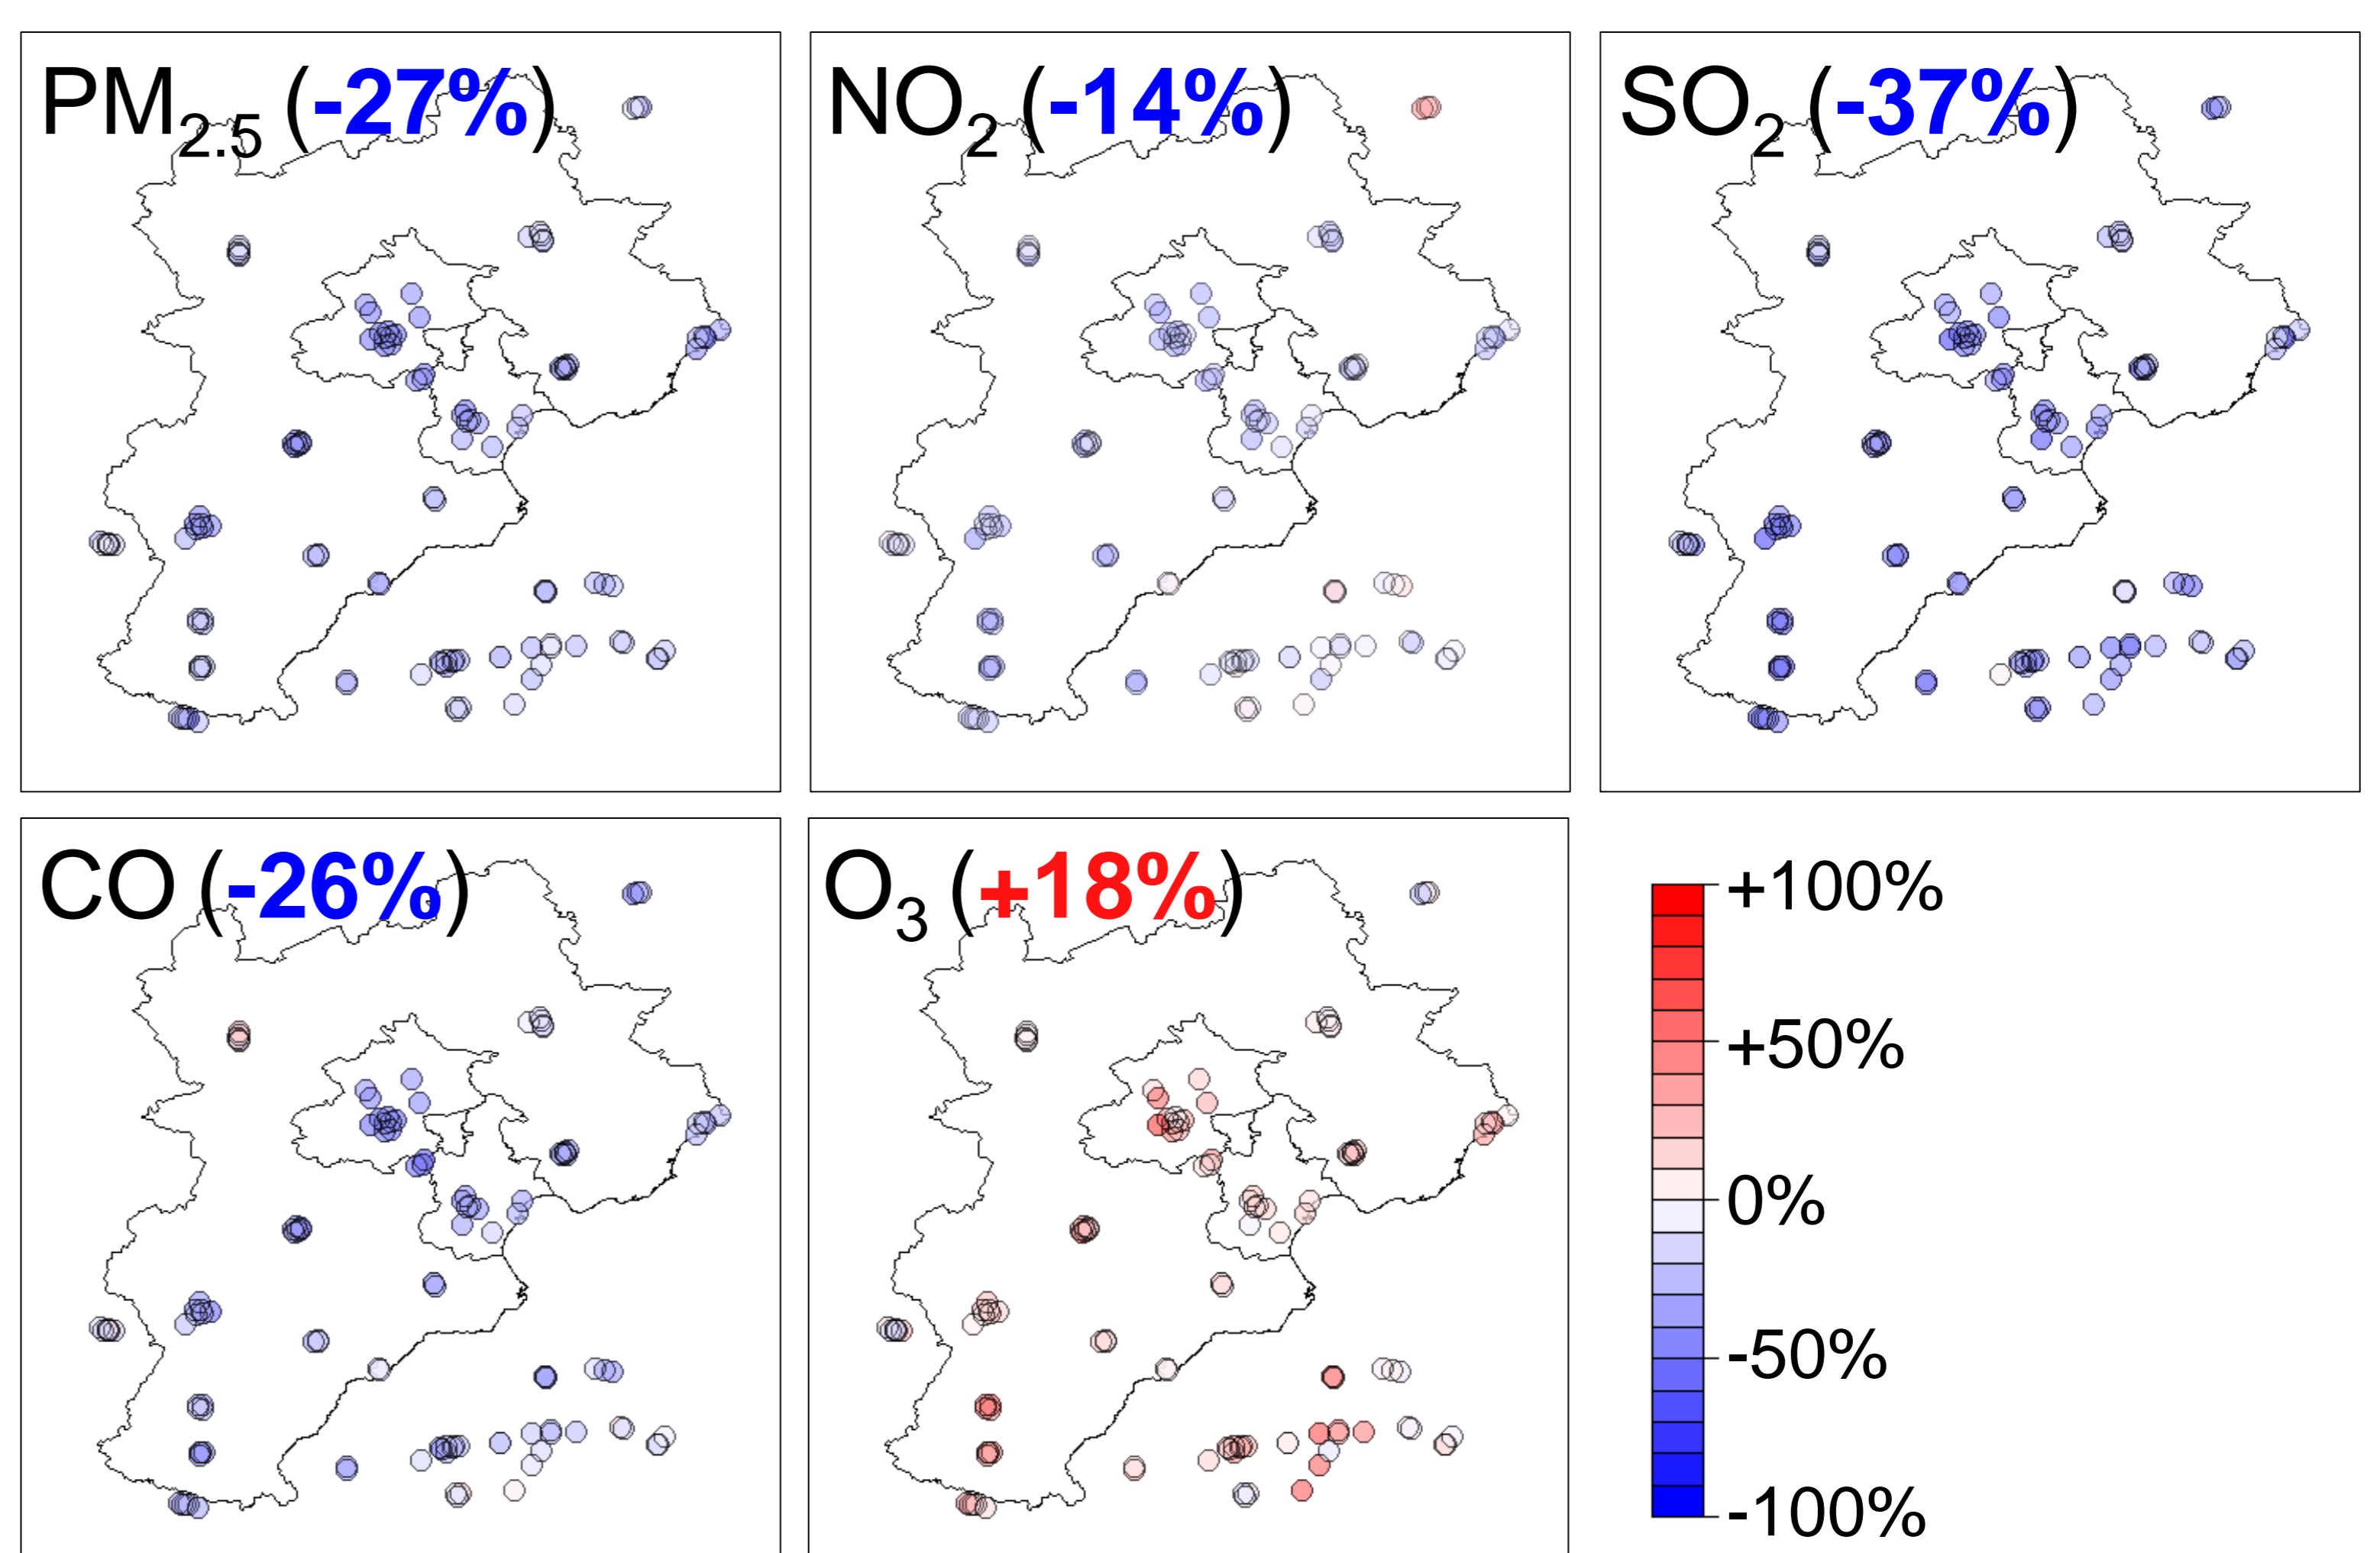 PM2.5 (-27%)
NO2 (-14%)
SO2 (-37%)
CO (-26%)
O3 (+18%)
+100%
+50%
0%
-50%
-100%